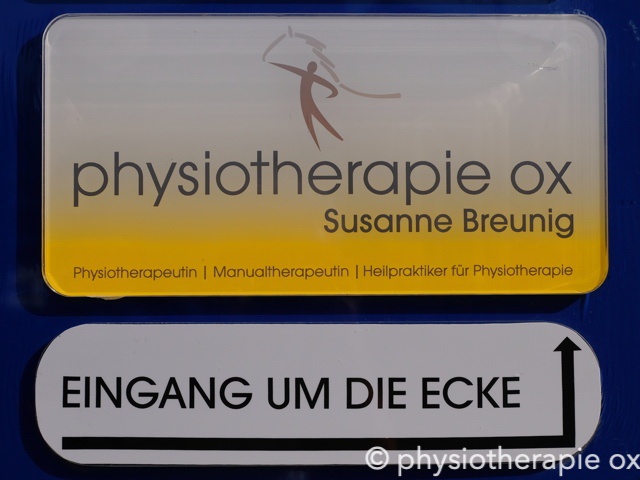 physiotherapie ox
Susanne Breunig
Physiotherapeutin | Manualtherapeutin | Heilpraktiker für Physiotherapie
EINGANG UM DIE ECKE
© physiotherapie ox